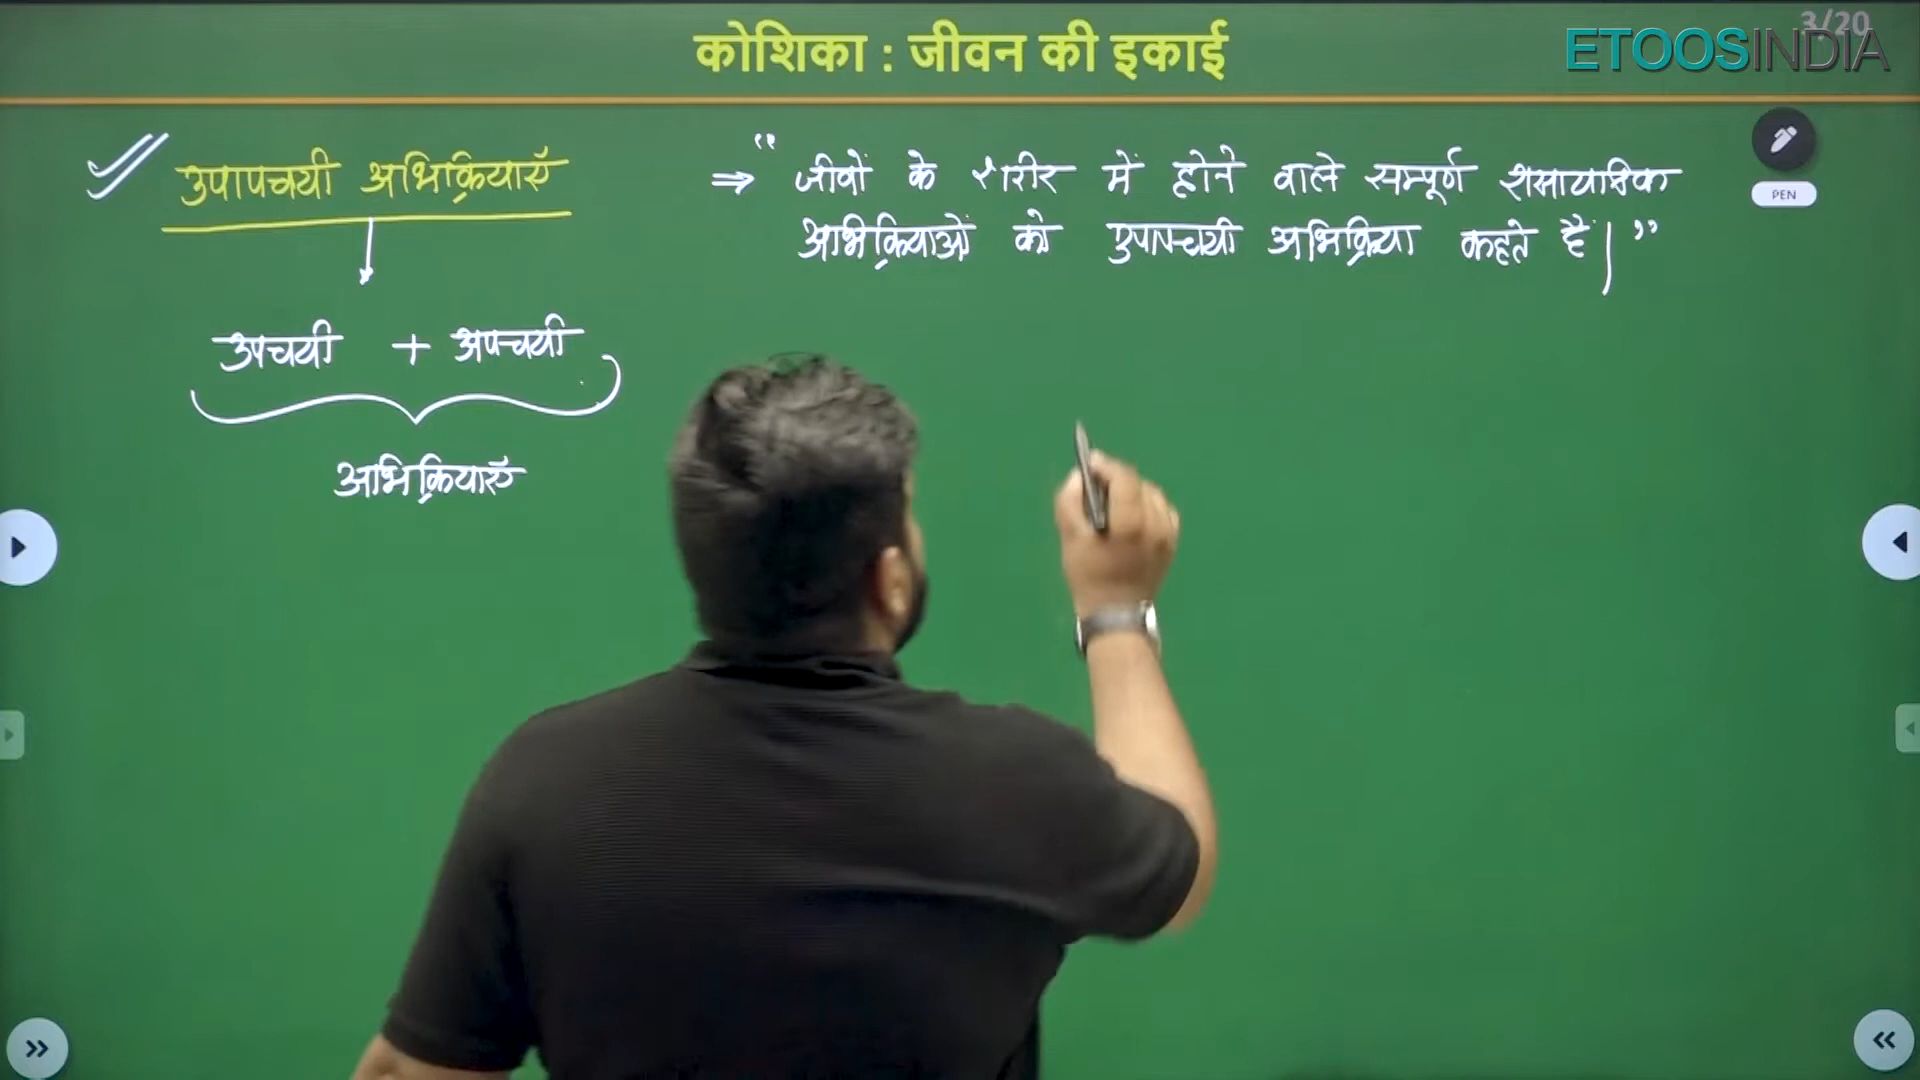 कोशिका : जीवन की इकाई
3/20
ETOOSINDIA
PEN
उपापचयी अभिक्रियाएँ
⇒ “ जीवों के शरीर में होने वाले सम्पूर्ण रासायनिक
अभिक्रियाओं को उपापचयी अभिक्रिया कहते है। ”
उपचयी + अपचयी
अभिक्रियाएँ